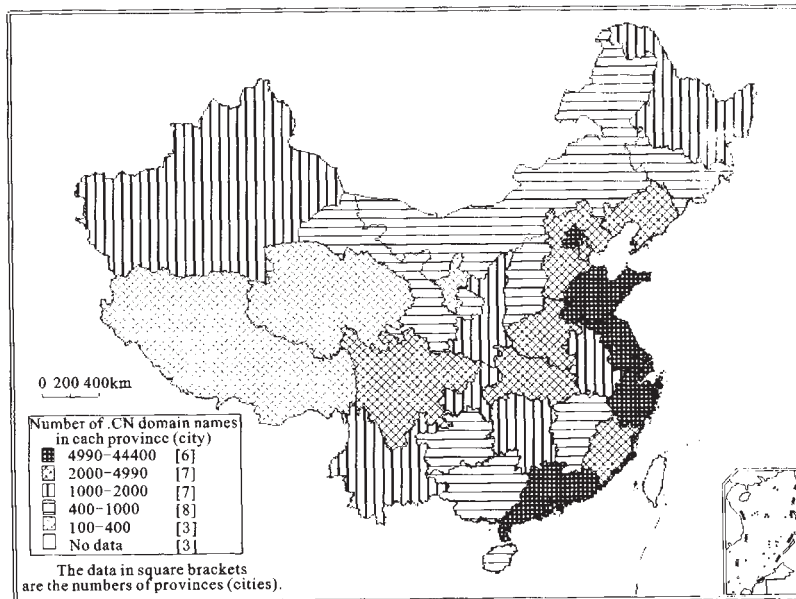 0 200 400km
Number of .CN domain names
in each province (city)
4990-44400 [6]
2000-4990 [7]
1000-2000 [7]
400-1000 [8]
100-400 [3]
No data [3]
The data in square brackets
are the numbers of provinces (cities).